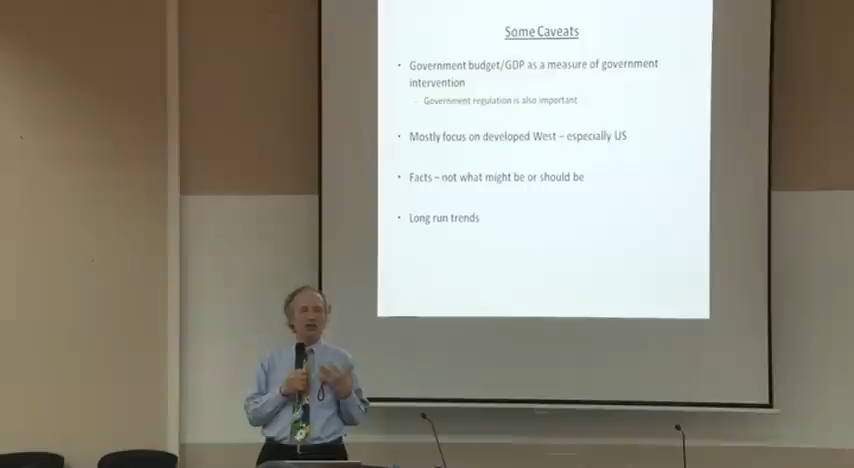 Some Caveats
• Government budget/GDP as a measure of government
intervention
– Government regulation is also important
• Mostly focus on developed West – especially US
• Facts – not what might be or should be
• Long run trends